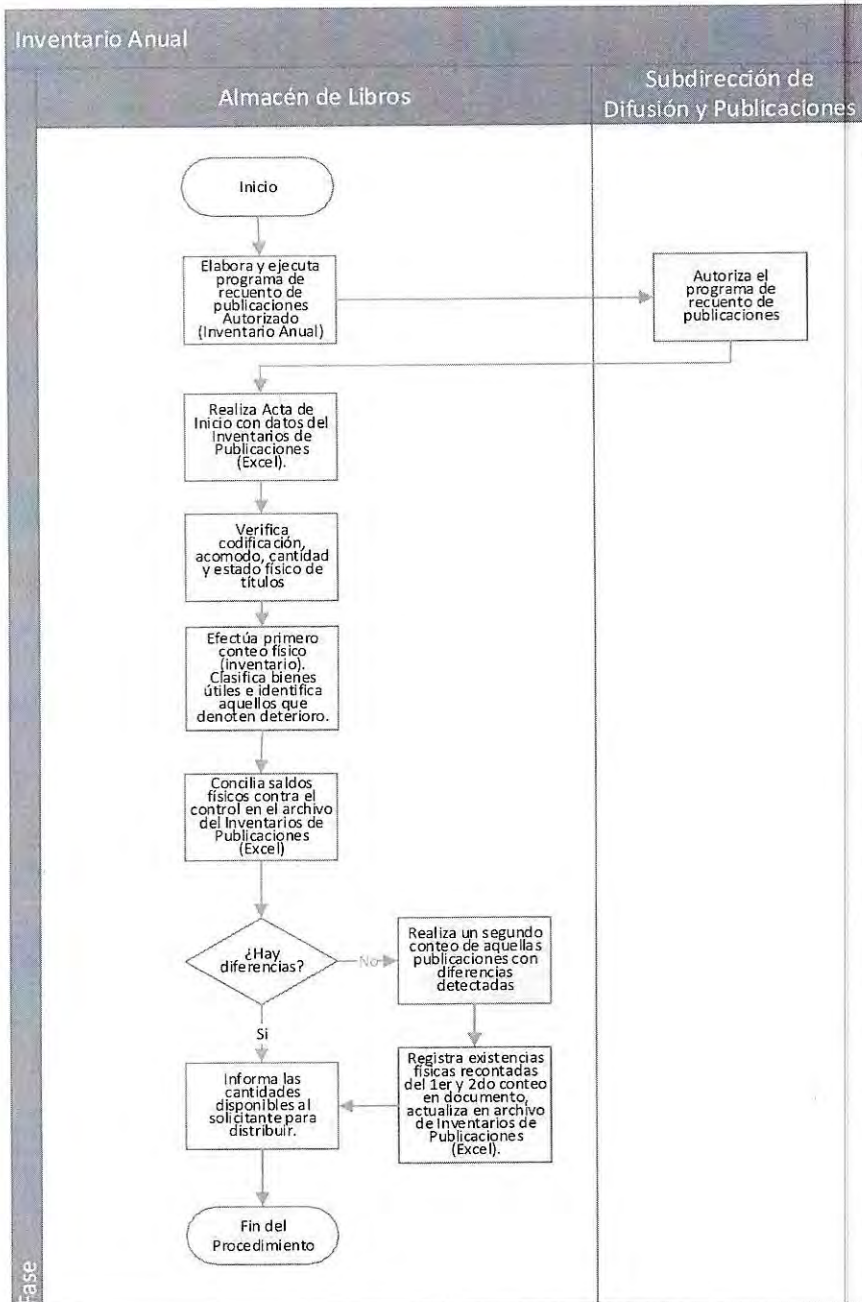 Inventario Anual
Almacén de Libros
Subdirección de
Difusión y Publicaciones
Inicio
Elabora y ejecuta
programa de
recuento de
publicaciones
Autorizado
(Inventario Anual)
Autoriza el
programa de
recuento de
publicaciones
Realiza Acta de
Inicio con datos del
Inventarios de
Publicaciones
(Excel).
Verifica
codificación,
acomodo, cantidad
y estado físico de
títulos
Efectúa primero
conteo físico
(inventario).
Clasifica bienes
útiles e identifica
aquellos que
denoten deterioro.
Concilia saldos
físicos contra el
control en el archivo
del Inventarios de
Publicaciones
(Excel)
¿Hay
diferencias?
No
Realiza un segundo
conteo de aquellas
publicaciones con
diferencias
detectadas
Si
Registra existencias
físicas recontadas
del 1er y 2do conteo
en documento,
actualiza en archivo
de Inventarios de
Publicaciones
(Excel).
Informa las
cantidades
disponibles al
solicitante para
distribuir.
Fin del
Procedimiento
Fase